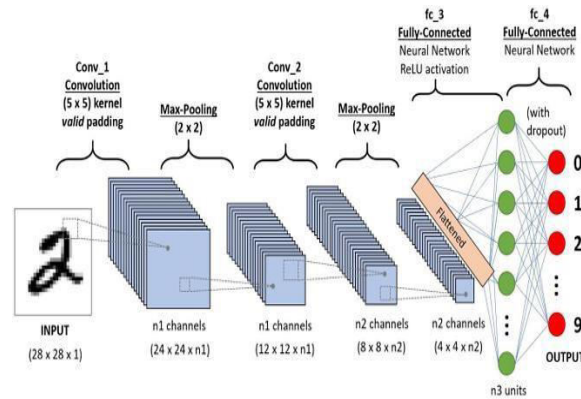 fc_3
Fully-Connected
Neural Network
ReLU activation
fc_4
Fully-Connected
Neural Network
Conv_1
Convolution
(5 x 5) kernel
valid padding
Max-Pooling
(2 x 2)
Conv_2
Convolution
(5 x 5) kernel
valid padding
Max-Pooling
(2 x 2)
(with
dropout)
Flattened
0
1
2
9
2
INPUT
(28 x 28 x 1)
n1 channels
(24 x 24 x n1)
n1 channels
(12 x 12 x n1)
n2 channels
(8 x 8 x n2)
n2 channels
(4 x 4 x n2)
n3 units
OUTPUT